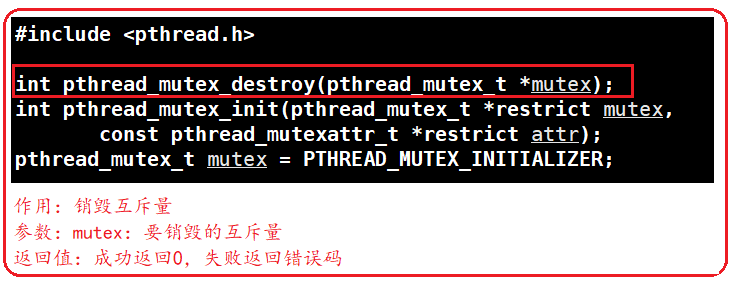 #include <pthread.h>
int pthread_mutex_destroy(pthread_mutex_t *mutex);
int pthread_mutex_init(pthread_mutex_t *restrict mutex,
const pthread_mutexattr_t *restrict attr);
pthread_mutex_t mutex = PTHREAD_MUTEX_INITIALIZER;
作用：销毁互斥量
参数：mutex：要销毁的互斥量
返回值：成功返回0，失败返回错误码